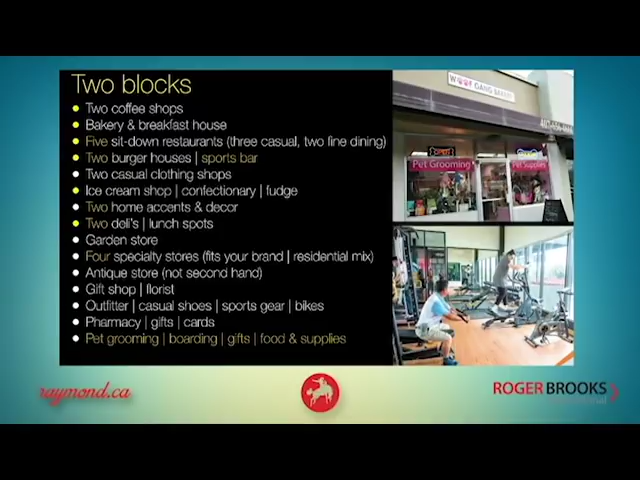 Two blocks
Two coffee shops
Bakery & breakfast house
Five sit-down restaurants (three casual, two fine dining)
Two burger houses | sports bar
Two casual clothing shops
Ice cream shop | confectionary | fudge
Two home accents & decor
Two deli's | lunch spots
Garden store
Four specialty stores (fits your brand | residential mix)
Antique store (not second hand)
Gift shop | florist
Outfitter | casual shoes | sports gear | bikes
Pharmacy | gifts | cards
Pet grooming | boarding | gifts | food & supplies
WOOF GANG BAKERY
OPEN
Pet Grooming
Pet Supplies
raymond.ca
ROGER BROOKS